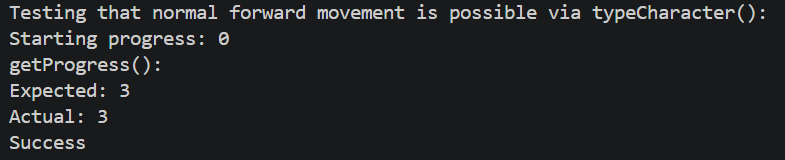 Testing that normal forward movement is possible via typeCharacter():
Starting progress: 0
getProgress():
Expected: 3
Actual: 3
Success